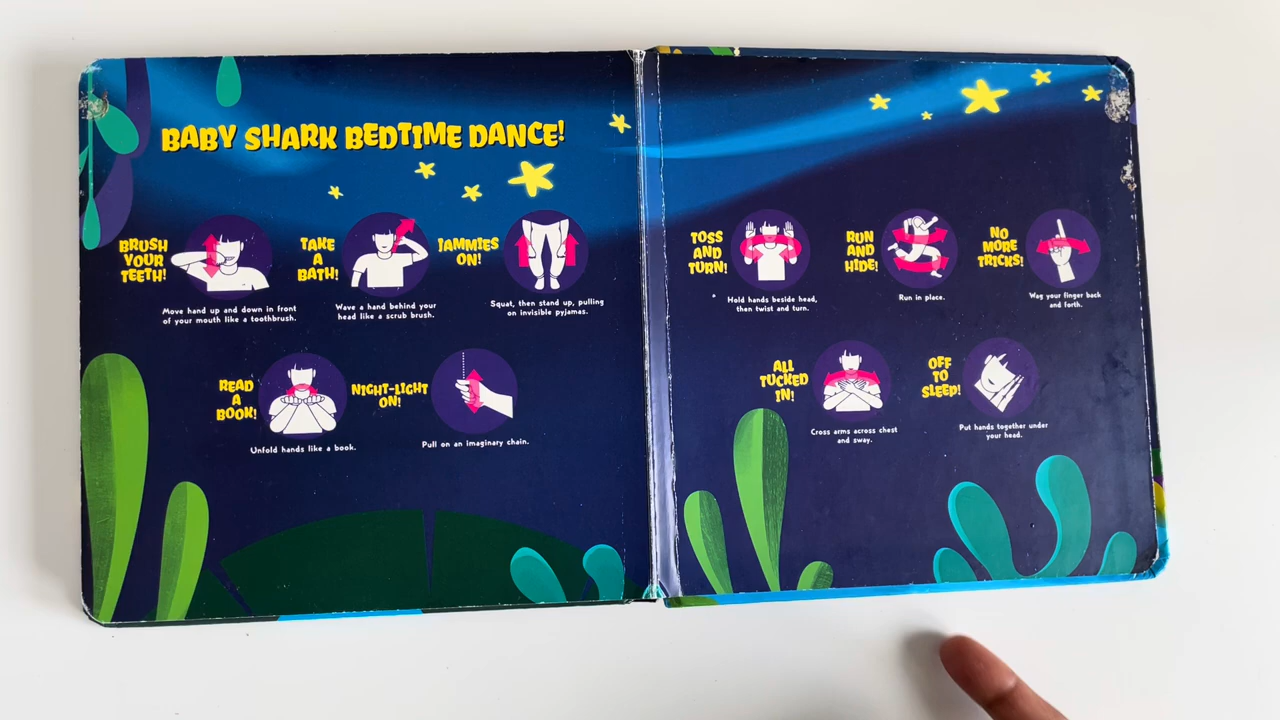 BABY SHARK BEDTIME DANCE!
BRUSH
YOUR
TEETH!
Move hand up and down in front
of your mouth like a toothbrush.
TAKE
A
BATH!
Wave a hand behind your
head like a scrub brush.
JAMMIES
ON!
Squat, then stand up, pulling
on invisible pyjamas.
READ
A
BOOK!
Unfold hands like a book.
NIGHT-LIGHT
ON!
Pull on an imaginary chain.
TOSS
AND
TURN!
Hold hands beside head,
then twist and turn.
RUN
AND
HIDE!
Run in place.
NO
MORE
TRICKS!
Wag your finger back
and forth.
ALL
TUCKED
IN!
Cross arms across chest
and sway.
OFF
TO
SLEEP!
Put hands together under
your head.